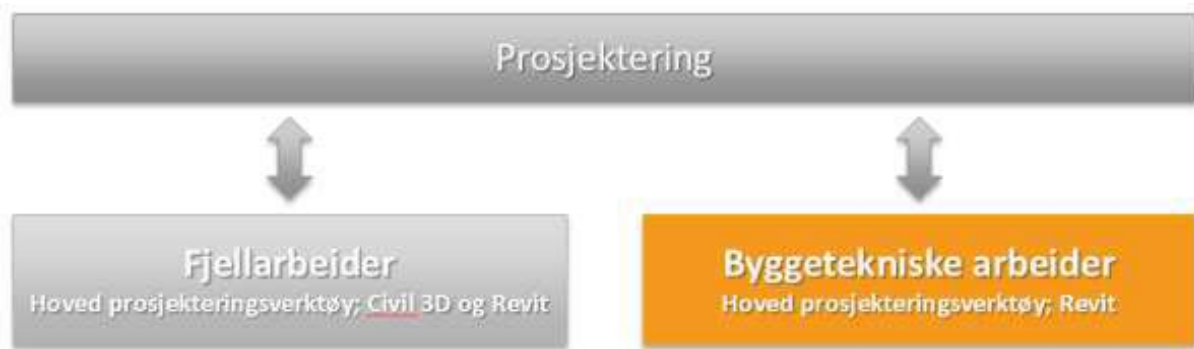 Prosjektering
Fjellarbeider
Hoved prosjekteringsverktøy; Civil 3D og Revit
Byggetekniske arbeider
Hoved prosjekteringsverktøy; Revit